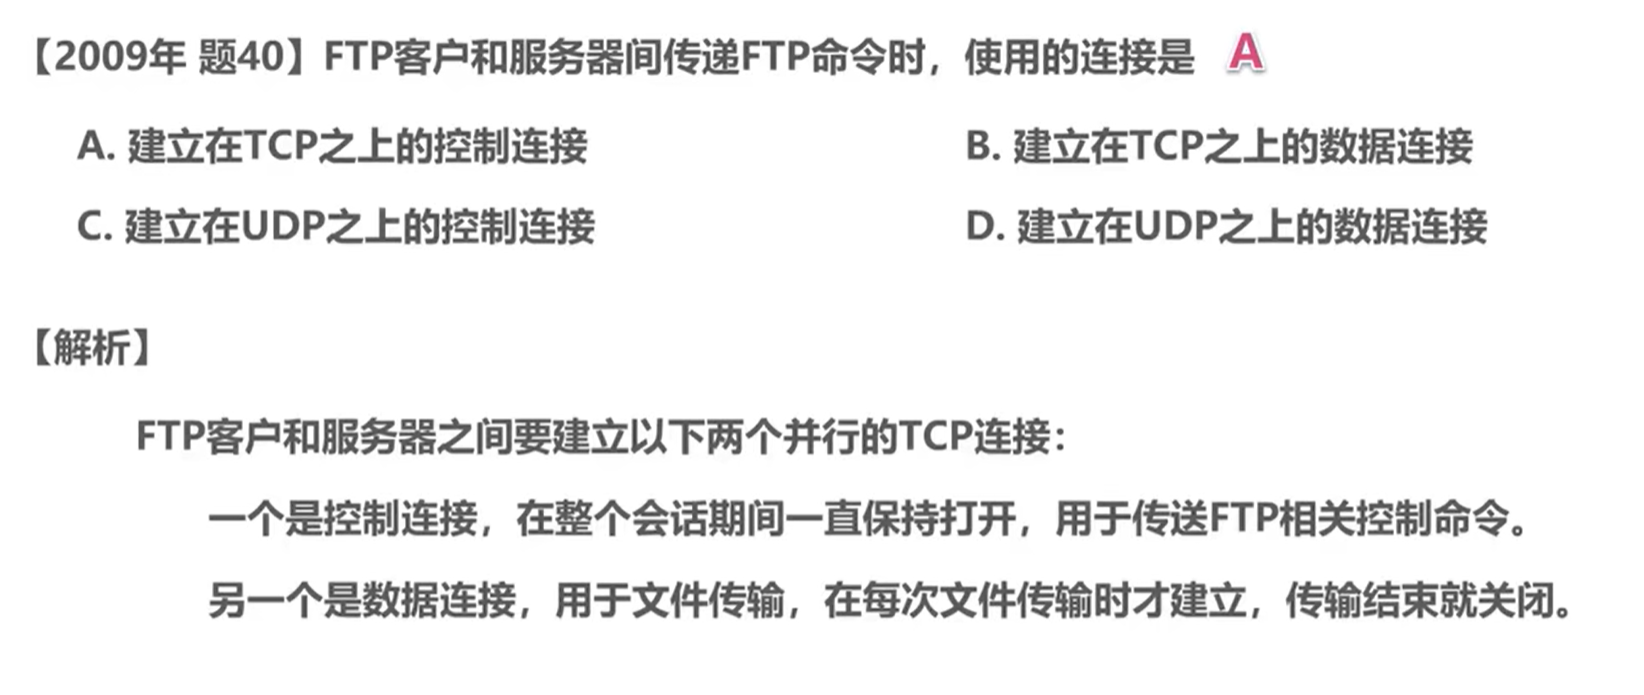 【2009年 题40】FTP客户和服务器间传递FTP命令时，使用的连接是 A
A. 建立在TCP之上的控制连接 B. 建立在TCP之上的数据连接
C. 建立在UDP之上的控制连接 D. 建立在UDP之上的数据连接
【解析】
FTP客户和服务器之间要建立以下两个并行的TCP连接：
一个是控制连接，在整个会话期间一直保持打开，用于传送FTP相关控制命令。
另一个是数据连接，用于文件传输，在每次文件传输时才建立，传输结束就关闭。